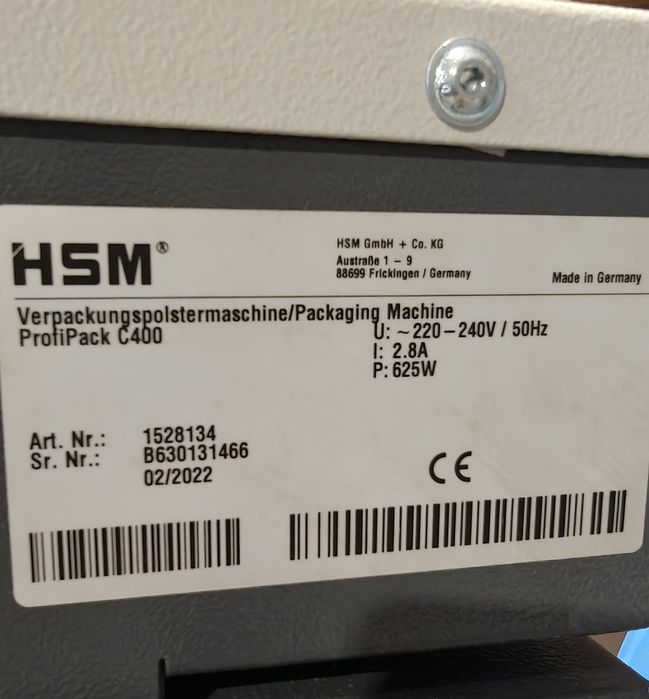 HSM®
HSM GmbH + Co. KG
Austraße 1 - 9
88699 Frickingen / Germany
Made in Germany
Verpackungspolstermaschine/Packaging Machine
ProfiPack C400
U: ~220-240V / 50Hz
I: 2.8A
P: 625W
Art. Nr.: 1528134
Sr. Nr.: B630131466
02/2022
CE